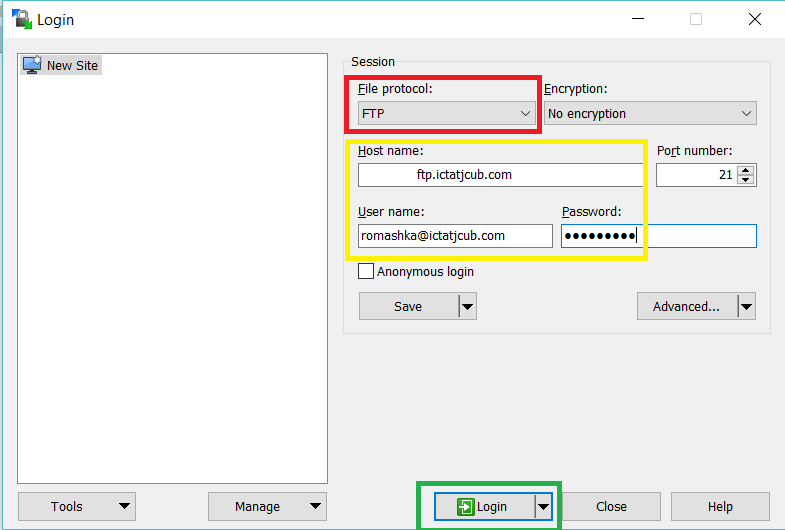 Login
New Site
Session
File protocol:
Encryption:
FTP
No encryption
Host name:
Port number:
ftp.ictatjcub.com
21
User name:
Password:
romashka@ictatjcub.com
●●●●●●●●●
Anonymous login
Save
Advanced...
Tools
Manage
Login
Close
Help